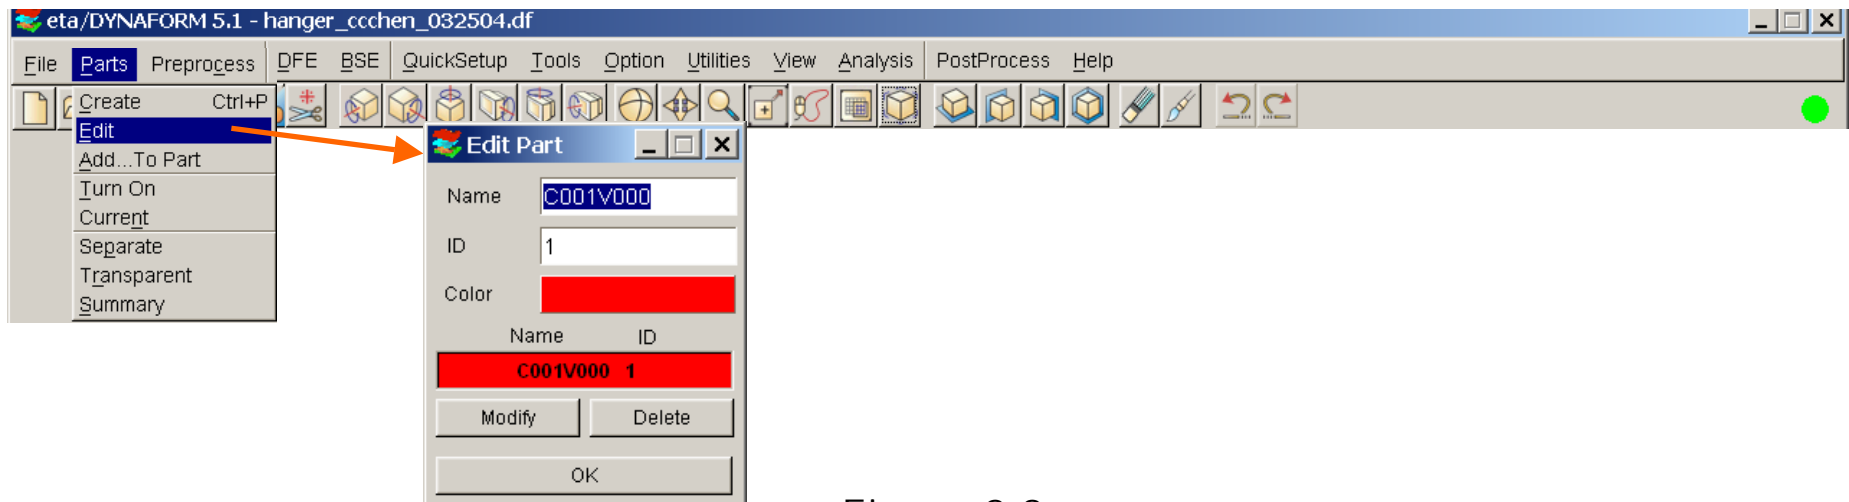 eta/DYNAFORM 5.1 - hanger_ccchen_032504.df
File Parts Preprocess DFE BSE QuickSetup Tools Option Utilities View Analysis PostProcess Help
Create Ctrl+P
Edit
Add...To Part
Turn On
Current
Separate
Transparent
Summary
Edit Part
Name C001V000
ID 1
Color
Name ID
C001V000 1
Modify Delete
OK